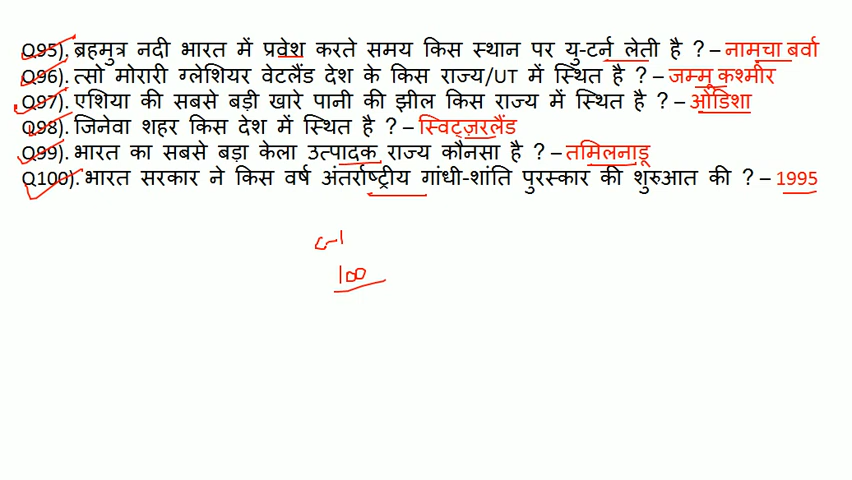 Q95). ब्रहमुत्र नदी भारत में प्रवेश करते समय किस स्थान पर यु-टर्न लेती है ? – नामचा बर्वा
Q96). त्सो मोरारी ग्लेशियर वेटलैंड देश के किस राज्य/UT में स्थित है ? – जम्मू कश्मीर
Q97). एशिया की सबसे बड़ी खारे पानी की झील किस राज्य में स्थित है ? – ओडिशा
Q98). जिनेवा शहर किस देश में स्थित है ? – स्विट्ज़रलैंड
Q99). भारत का सबसे बड़ा केला उत्पादक राज्य कौनसा है ? – तमिलनाडू
Q100). भारत सरकार ने किस वर्ष अंतर्राष्ट्रीय गांधी-शांति पुरस्कार की शुरुआत की ? – 1995
100